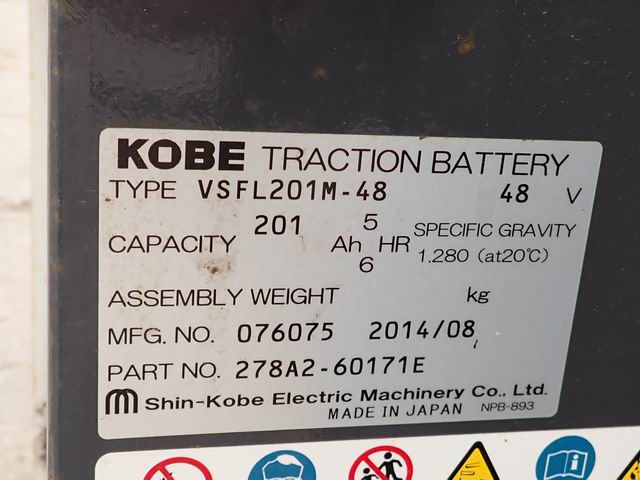 KOBE TRACTION BATTERY
TYPE VSFL201M-48 48 V
CAPACITY 201 Ah 5 HR SPECIFIC GRAVITY
6 1.280 (at20℃)
ASSEMBLY WEIGHT kg
MFG. NO. 076075 2014/08
PART NO. 278A2-60171E
Shin-Kobe Electric Machinery Co., Ltd.
MADE IN JAPAN NPB-893